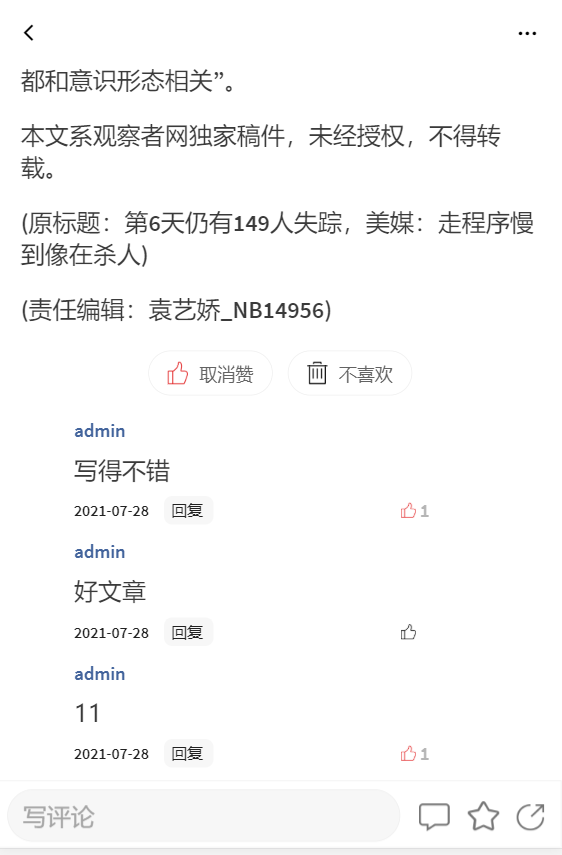 都和意识形态相关”。
本文系观察者网独家稿件，未经授权，不得转
载。
(原标题：第6天仍有149人失踪，美媒：走程序慢
到像在杀人)
(责任编辑：袁艺娇_NB14956)
取消赞 不喜欢
admin
写得不错
2021-07-28 回复 1
admin
好文章
2021-07-28 回复
admin
11
2021-07-28 回复 1
写评论